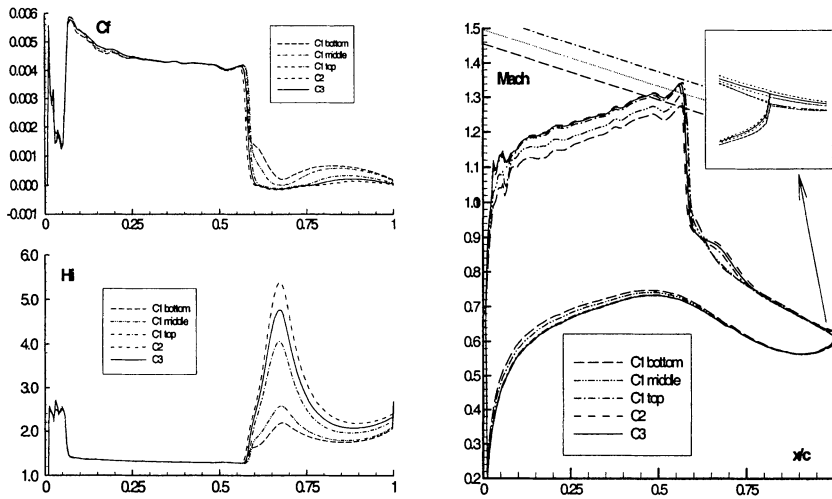 Cf
0.006
0.005
0.004
0.003
0.002
0.001
0.000
-0.001
0 0.25 0.5 0.75 1
C1 bottom
C1 middle
C1 top
C2
C3
Hi
6.0
5.0
4.0
3.0
2.0
1.0
0 0.25 0.5 0.75 1
C1 bottom
C1 middle
C1 top
C2
C3
Mach
1.5
1.4
1.3
1.2
1.1
1.0
0.9
0.8
0.7
0.6
0.5
0.4
0.3
0.2
0 0.25 0.5 0.75
x/c
C1 bottom
C1 middle
C1 top
C2
C3